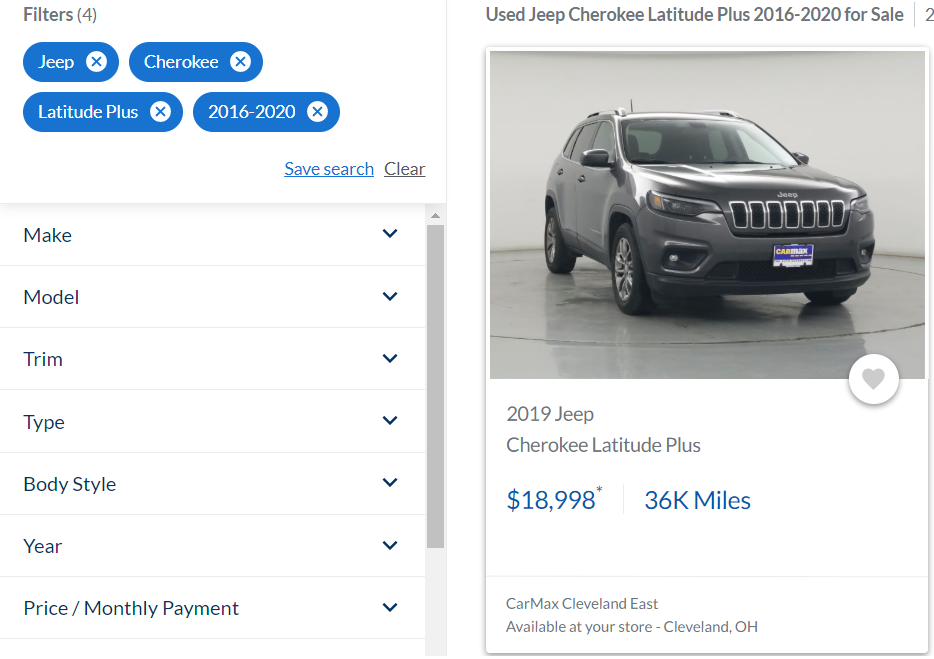 Filters (4)
Jeep
Cherokee
Latitude Plus
2016-2020
Save search Clear
Make
Model
Trim
Type
Body Style
Year
Price / Monthly Payment
Used Jeep Cherokee Latitude Plus 2016-2020 for Sale 2
Jeep
CARMAX
2019 Jeep
Cherokee Latitude Plus
$18,998*
36K Miles
CarMax Cleveland East
Available at your store - Cleveland, OH